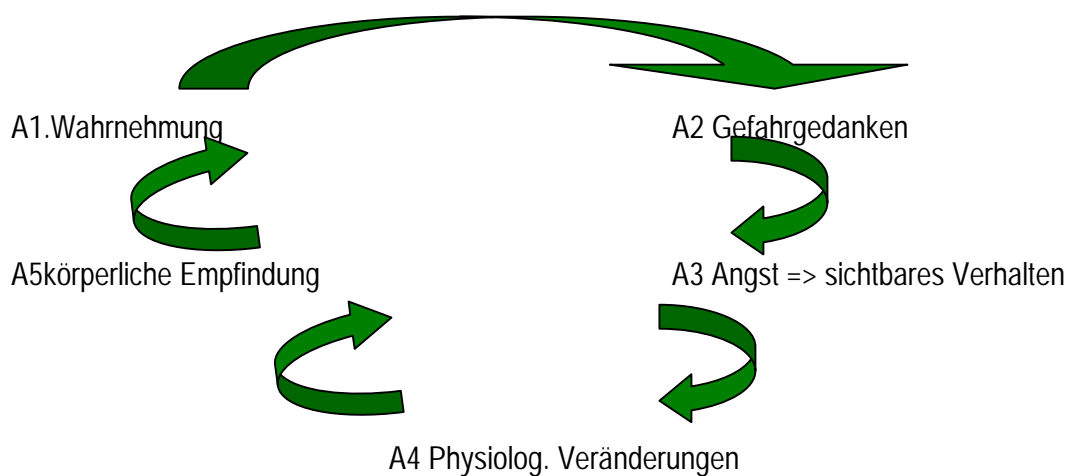 A1.Wahrnehmung
A2 Gefahrgedanken
A5körperliche Empfindung
A3 Angst => sichtbares Verhalten
A4 Physiolog. Veränderungen